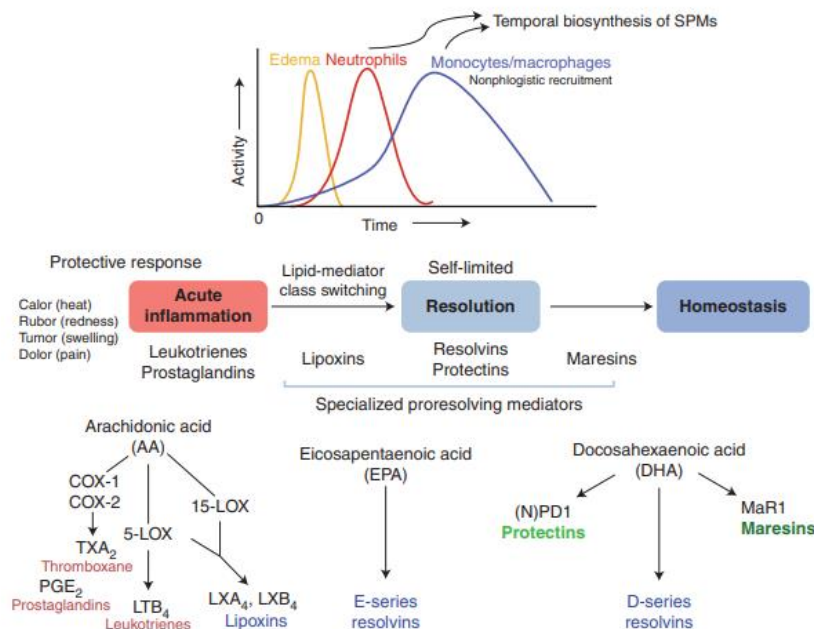 Temporal biosynthesis of SPMs
Edema Neutrophils Monocytes/macrophages
Nonphlogistic recruitment
Activity
0
Time
Protective response
Calor (heat)
Rubor (redness)
Tumor (swelling)
Dolor (pain)
Acute
inflammation
Lipid-mediator
class switching
Self-limited
Resolution
Homeostasis
Leukotrienes
Prostaglandins
Lipoxins
Resolvins
Protectins
Maresins
Specialized proresolving mediators
Arachidonic acid
(AA)
COX-1
COX-2
5-LOX
15-LOX
TXA2
Thromboxane
PGE2
Prostaglandins
LTB4
Leukotrienes
LXA4, LXB4
Lipoxins
Eicosapentaenoic acid
(EPA)
E-series
resolvins
Docosahexaenoic acid
(DHA)
(N)PD1
Protectins
MaR1
Maresins
D-series
resolvins